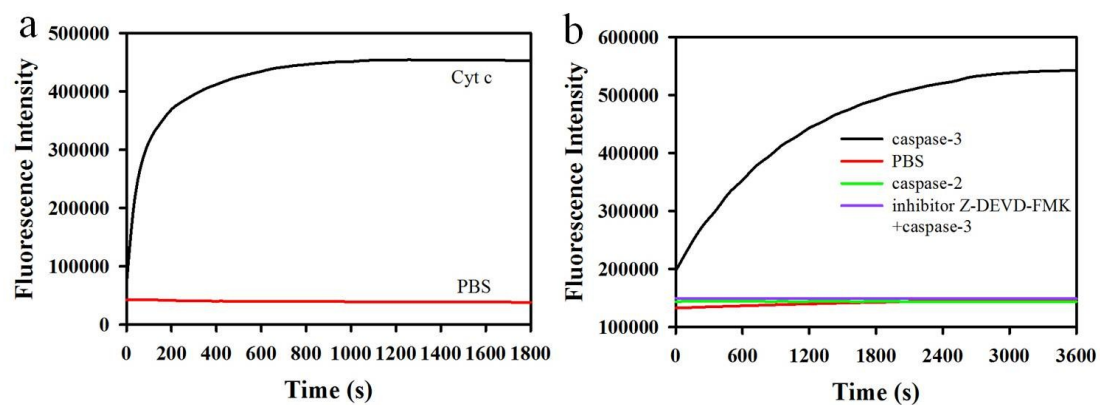 a
Fluorescence Intensity
500000
400000
300000
200000
100000
0
Cyt c
PBS
0 200 400 600 800 1000 1200 1400 1600 1800
Time (s)
b
Fluorescence Intensity
600000
500000
400000
300000
200000
100000
caspase-3
PBS
caspase-2
inhibitor Z-DEVD-FMK
+caspase-3
0 600 1200 1800 2400 3000 3600
Time (s)